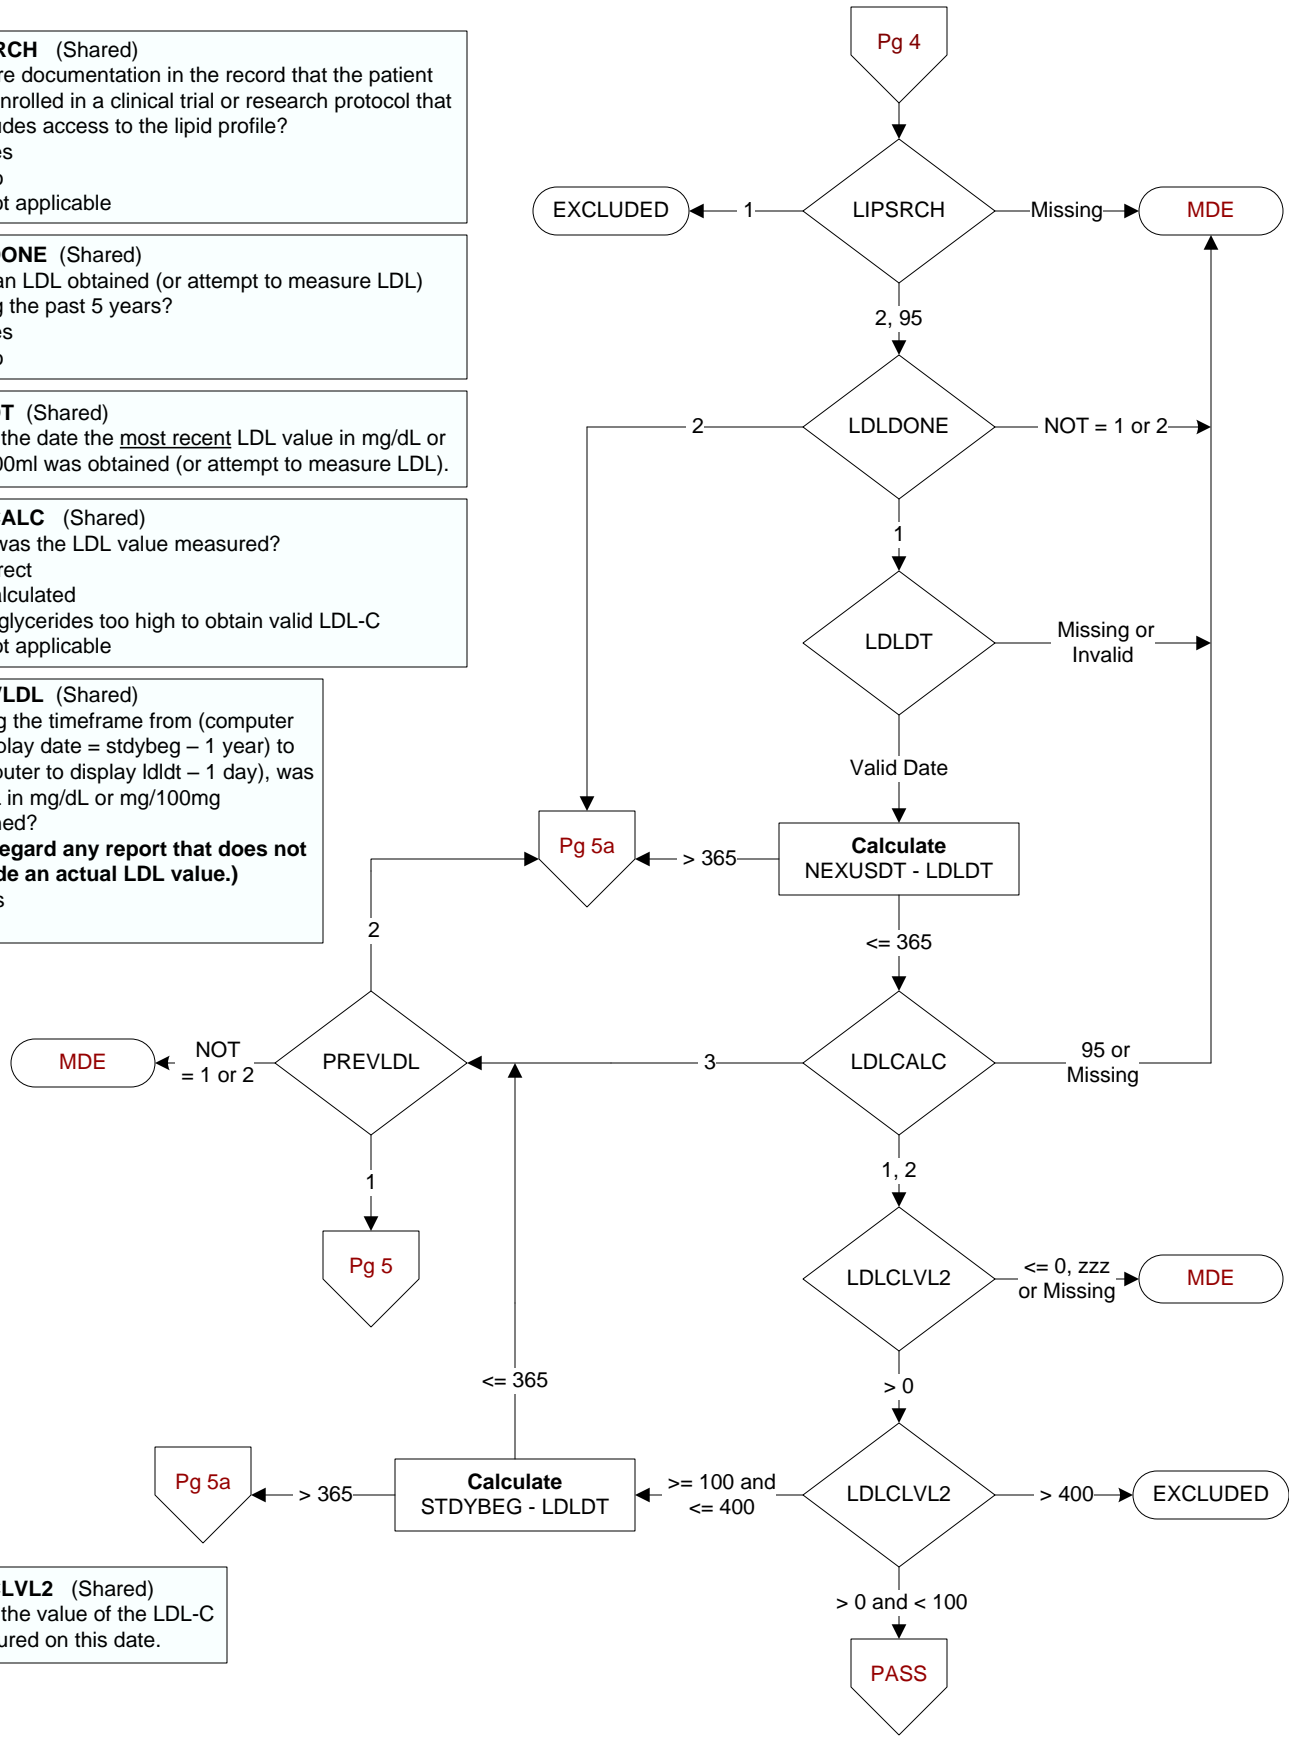 RCH (Shared)
re documentation in the record that the patient
nrolled in a clinical trial or research protocol that
udes access to the lipid profile?
es
o
ot applicable
ONE (Shared)
an LDL obtained (or attempt to measure LDL)
g the past 5 years?
es
o
T (Shared)
the date the most recent LDL value in mg/dL or
00ml was obtained (or attempt to measure LDL).
CALC (Shared)
was the LDL value measured?
rect
alculated
glycerides too high to obtain valid LDL-C
ot applicable
VLDL (Shared)
g the timeframe from (computer
play date = stdybeg – 1 year) to
puter to display ldldt – 1 day), was
in mg/dL or mg/100mg
ned?
egard any report that does not
de an actual LDL value.)
s
CLVL2 (Shared)
the value of the LDL-C
ured on this date.
Pg 4
EXCLUDED
1
LIPSRCH
Missing
MDE
2, 95
2
LDLDONE
NOT = 1 or 2
1
LDLDT
Missing or
Invalid
Valid Date
Pg 5a
> 365
Calculate
NEXUSDT - LDLDT
<= 365
2
MDE
NOT
= 1 or 2
PREVLDL
3
LDLCALC
95 or
Missing
1
1, 2
Pg 5
LDLCLVL2
<= 0, zzz
or Missing
MDE
<= 365
> 0
Pg 5a
> 365
Calculate
STDYBEG - LDLDT
>= 100 and
<= 400
LDLCLVL2
> 400
EXCLUDED
> 0 and < 100
PASS